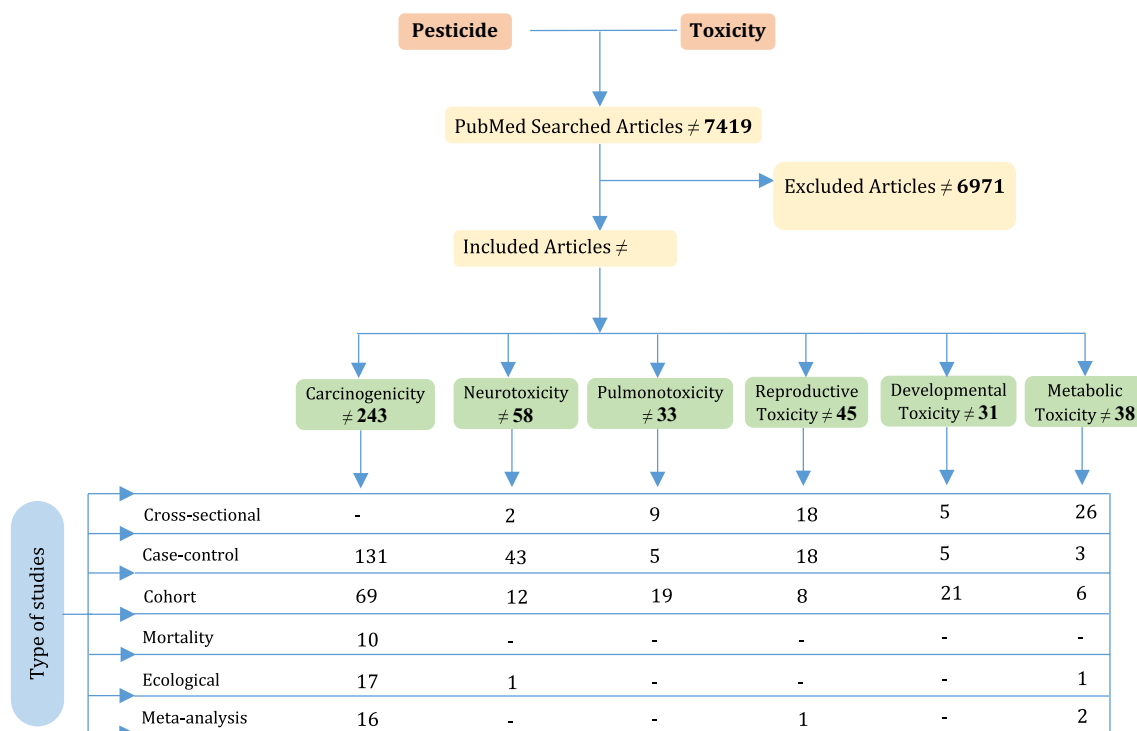 Pesticide
Toxicity
PubMed Searched Articles ≠ 7419
Excluded Articles ≠ 6971
Included Articles ≠
Carcinogenicity
≠ 243
Neurotoxicity
≠ 58
Pulmonotoxicity
≠ 33
Reproductive
Toxicity ≠ 45
Developmental
Toxicity ≠ 31
Metabolic
Toxicity ≠ 38
Type of studies
Cross-sectional - 2 9 18 5 26
Case-control 131 43 5 18 5 3
Cohort 69 12 19 8 21 6
Mortality 10 - - - - -
Ecological 17 1 - - - 1
Meta-analysis 16 - - 1 - 2